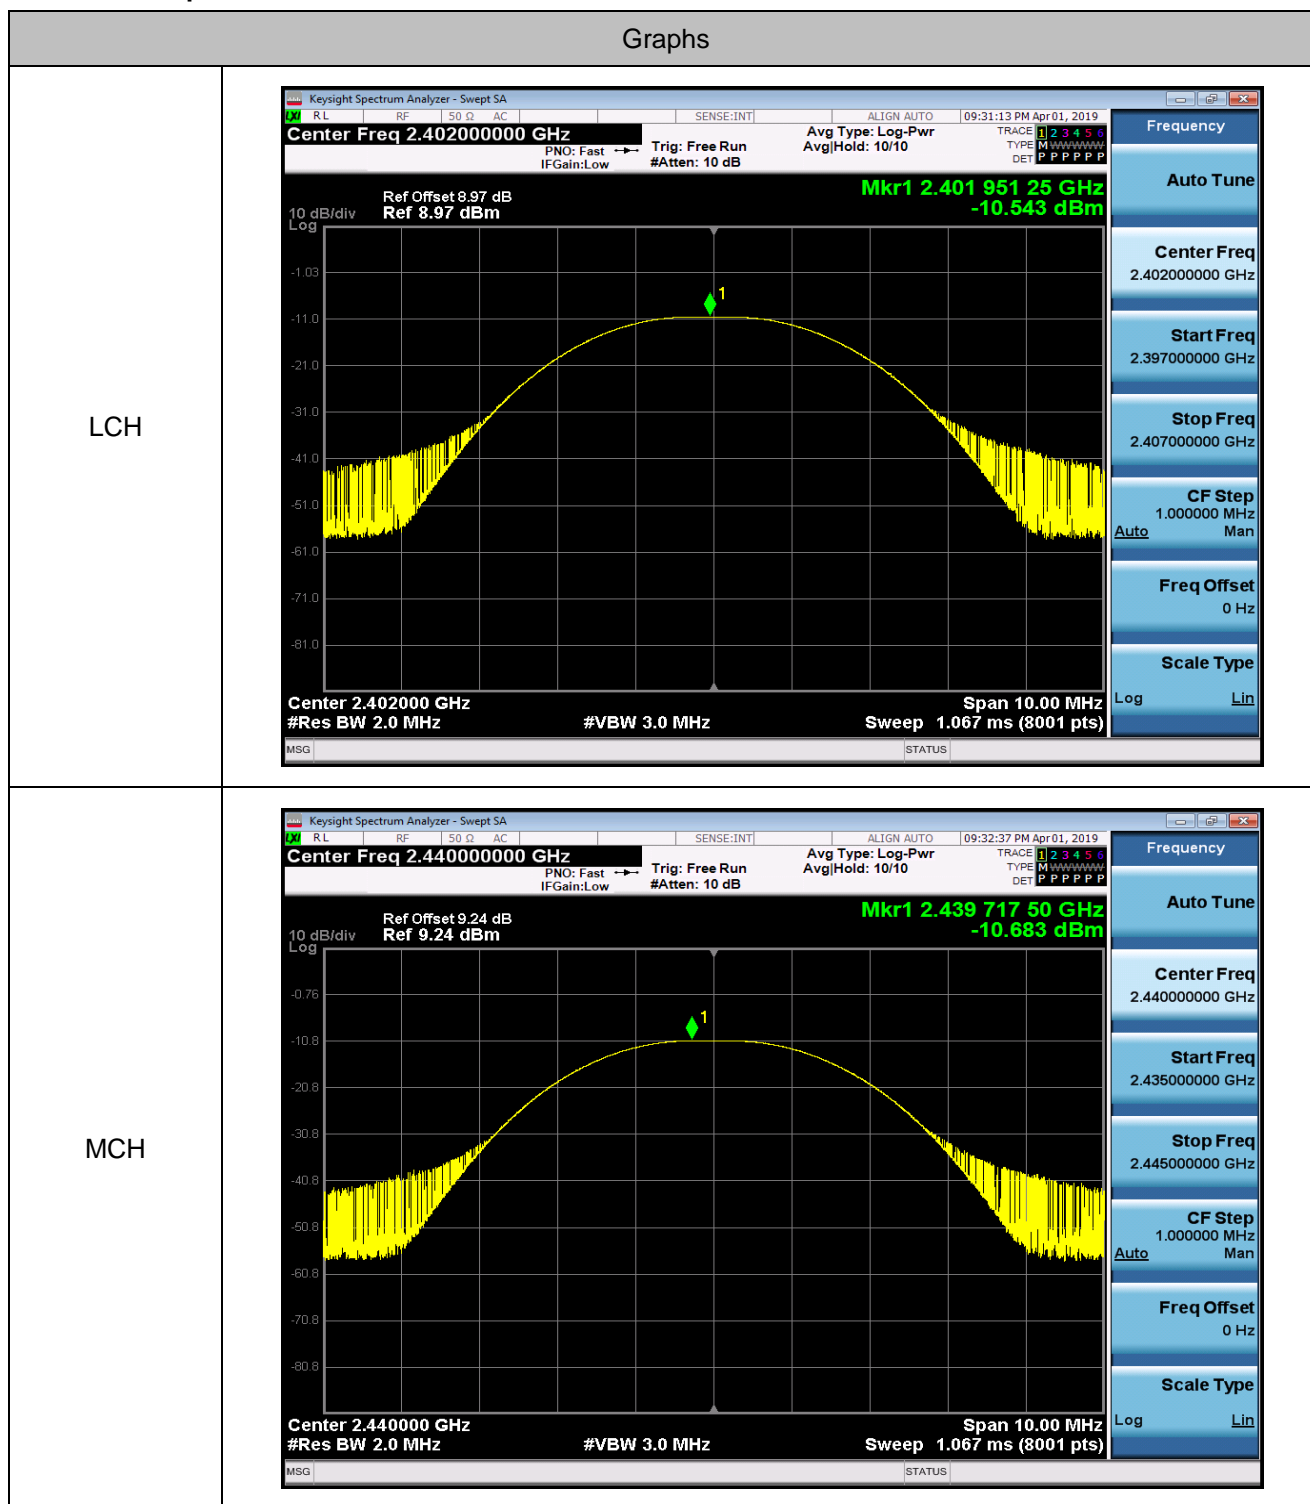 Graphs
LCH
Keysight Spectrum Analyzer - Swept SA
LXI RL RF 50 Ω AC SENSE:INT ALIGN AUTO 09:31:13 PM Apr 01, 2019
Center Freq 2.402000000 GHz
PNO: Fast
IFGain:Low
Trig: Free Run
#Atten: 10 dB
Avg Type: Log-Pwr
Avg|Hold: 10/10
TRACE 1 2 3 4 5 6
TYPE M WWWWW
DET P P P P P P
Mkr1 2.401 951 25 GHz
-10.543 dBm
Ref Offset 8.97 dB
10 dB/div Ref 8.97 dBm
Log
-1.03
1
-11.0
-21.0
-31.0
-41.0
-51.0
-61.0
-71.0
-81.0
Center 2.402000 GHz Span 10.00 MHz
#Res BW 2.0 MHz #VBW 3.0 MHz Sweep 1.067 ms (8001 pts)
MSG STATUS
Frequency
Auto Tune
Center Freq
2.402000000 GHz
Start Freq
2.397000000 GHz
Stop Freq
2.407000000 GHz
CF Step
1.000000 MHz
Auto Man
Freq Offset
0 Hz
Scale Type
Log Lin
MCH
Keysight Spectrum Analyzer - Swept SA
LXI RL RF 50 Ω AC SENSE:INT ALIGN AUTO 09:32:37 PM Apr 01, 2019
Center Freq 2.440000000 GHz
PNO: Fast
IFGain:Low
Trig: Free Run
#Atten: 10 dB
Avg Type: Log-Pwr
Avg|Hold: 10/10
TRACE 1 2 3 4 5 6
TYPE M WWWWW
DET P P P P P P
Mkr1 2.439 717 50 GHz
-10.683 dBm
Ref Offset 9.24 dB
10 dB/div Ref 9.24 dBm
Log
-0.76
1
-10.8
-20.8
-30.8
-40.8
-50.8
-60.8
-70.8
-80.8
Center 2.440000 GHz Span 10.00 MHz
#Res BW 2.0 MHz #VBW 3.0 MHz Sweep 1.067 ms (8001 pts)
MSG STATUS
Frequency
Auto Tune
Center Freq
2.440000000 GHz
Start Freq
2.435000000 GHz
Stop Freq
2.445000000 GHz
CF Step
1.000000 MHz
Auto Man
Freq Offset
0 Hz
Scale Type
Log Lin